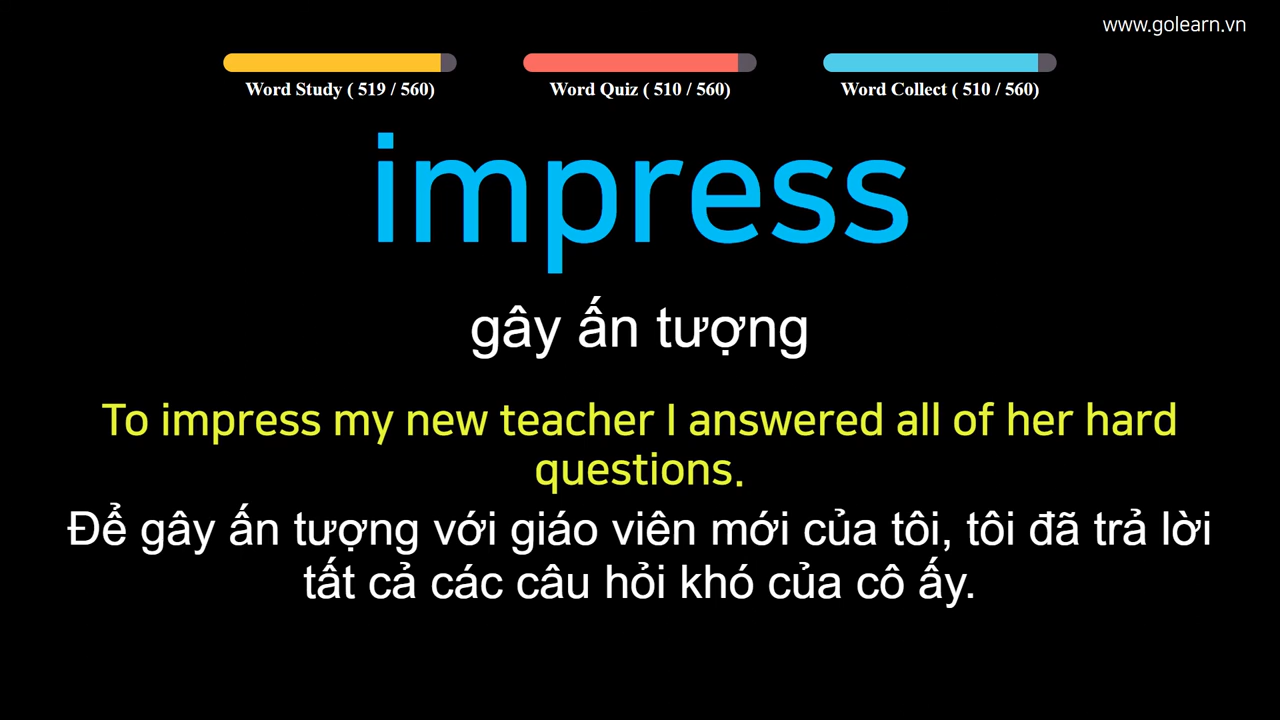 www.golearn.vn
Word Study ( 519 / 560)
Word Quiz ( 510 / 560)
Word Collect ( 510 / 560)
impress
gây ấn tượng
To impress my new teacher I answered all of her hard
questions.
Để gây ấn tượng với giáo viên mới của tôi, tôi đã trả lời
tất cả các câu hỏi khó của cô ấy.